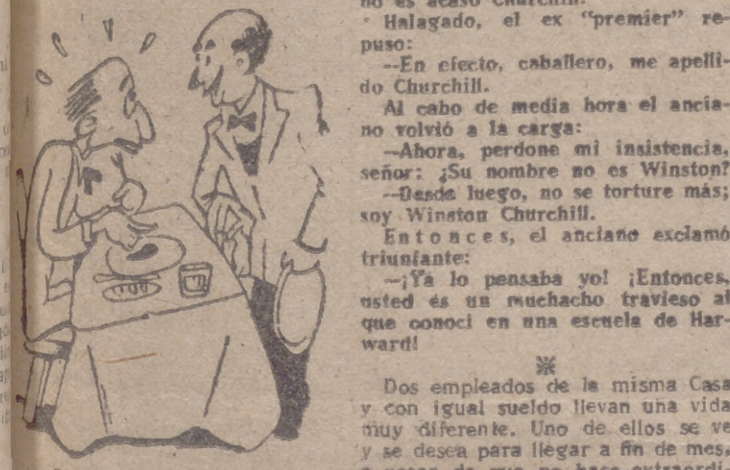 no es acaso Churchill?
Halagado, el ex "premier" re-
puso:
—En efecto, caballero, me apelli-
do Churchill.
Al cabo de media hora el ancia-
no volvió a la carga:
—Ahora, perdone mi insistencia,
señor: ¿Su nombre no es Winston?
—Desde luego, no se torture más;
soy Winston Churchill.
Entonces, el anciano exclamó
triunfante:
—¡Ya lo pensaba yo! ¡Entonces,
usted es un muchacho travieso al
que conocí en una escuela de Har-
ward!
Dos empleados de la misma Casa
y con igual sueldo llevan una vida
muy diferente. Uno de ellos se ve
y se desea para llegar a fin de mes,